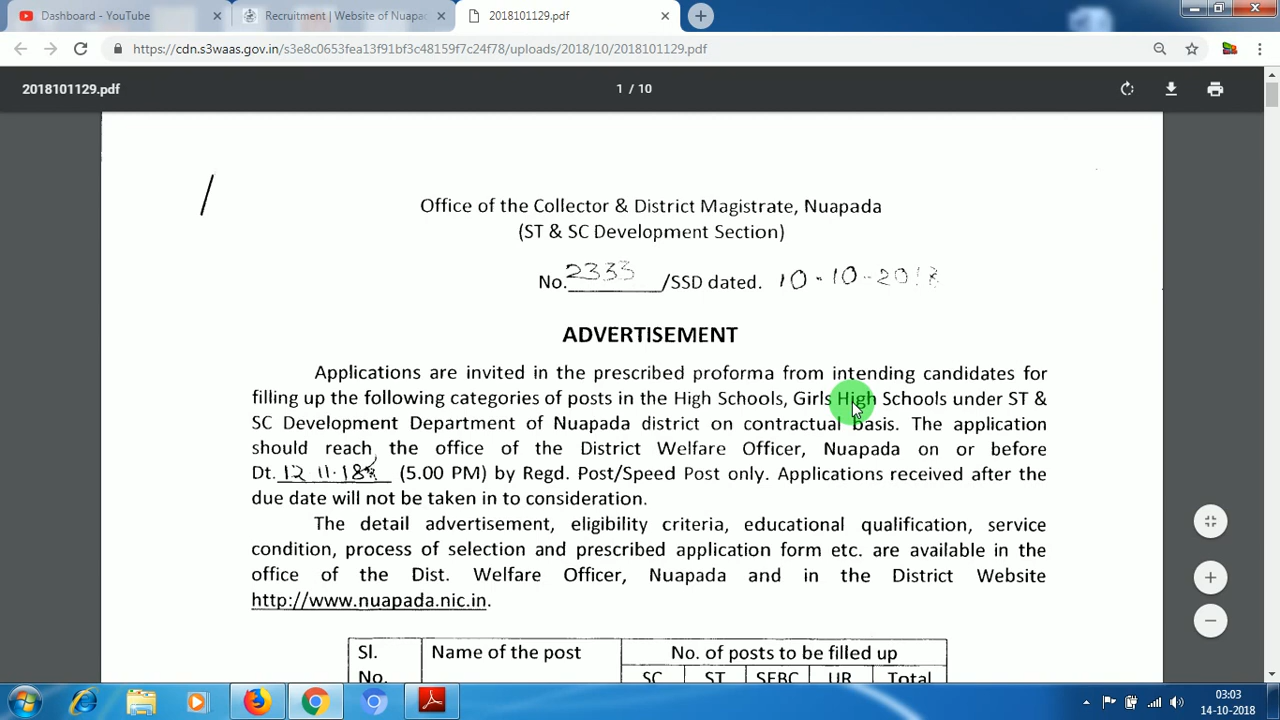 Dashboard - YouTube
Recruitment | Website of Nuapac
2018101129.pdf
https://cdn.s3waas.gov.in/s3e8c0653fea13f91bf3c48159f7c24f78/uploads/2018/10/2018101129.pdf
2018101129.pdf
1 / 10
Office of the Collector & District Magistrate, Nuapada
(ST & SC Development Section)
No. 2333 /SSD dated. 10-10-2018
ADVERTISEMENT
Applications are invited in the prescribed proforma from intending candidates for
filling up the following categories of posts in the High Schools, Girls High Schools under ST &
SC Development Department of Nuapada district on contractual basis. The application
should reach the office of the District Welfare Officer, Nuapada on or before
Dt. 12 11.18 (5.00 PM) by Regd. Post/Speed Post only. Applications received after the
due date will not be taken in to consideration.
The detail advertisement, eligibility criteria, educational qualification, service
condition, process of selection and prescribed application form etc. are available in the
office of the Dist. Welfare Officer, Nuapada and in the District Website
http://www.nuapada.nic.in.
Sl. Name of the post No. of posts to be filled up
No. SC ST SEBC UR Total
03:03
14-10-2018